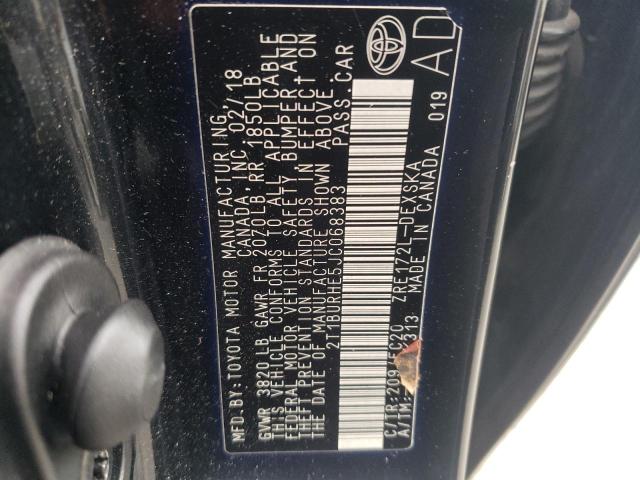 MFD.BY: TOYOTA MOTOR MANUFACTURING,
CANADA, INC. 02/18
GVWR 3820 LB GAWR FR 2070LB RR 1850LB
THIS VEHICLE CONFORMS TO ALL APPLICABLE
FEDERAL MOTOR VEHICLE SAFETY, BUMPER AND
THEFT PREVENTION STANDARDS IN EFFECT ON
THE DATE OF MANUFACTURE SHOWN ABOVE.
2T1BURHE5JC068383 PASS.CAR
C/TR:209/FC20 ZRE172L-DEXSKA
A/TM: 313 MADE IN CANADA 019
AD